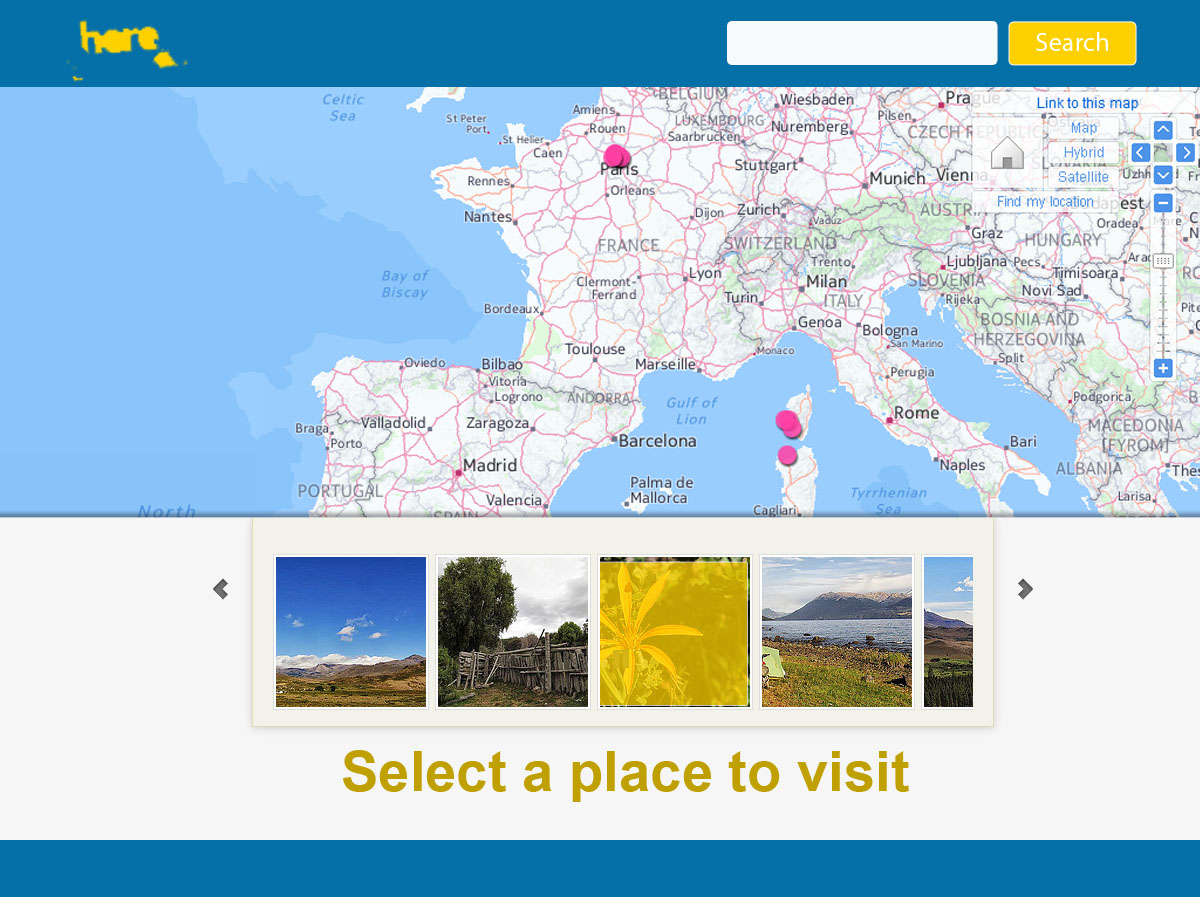 hare
Search
Celtic
Sea
St Peter
Port
St Helier
Caen
Amiens
Rouen
BELGIUM
LUXEMBOURG
Wiesbaden
Saarbrucken
Nuremberg
Pilsen
Prague
CZECH REPUBLIC
Link to this map
Map
Hybrid
Satellite
Find my location
Paris
Orleans
Rennes
Nantes
Stuttgart
Munich
Vienn
Dijon
Zurich
Vaduz
AUSTRIA
Graz
HUNGARY
Oradea
FRANCE
SWITZERLAND
Trento
Ljubljana
Pecs
Arad
Bay of
Biscay
Clermont-
Ferrand
Lyon
Milan
SLOVENIA
Timisoara
Turin
ITALY
Rijeka
Novi Sad
Bordeaux
Genoa
Bologna
BOSNIA AND
HERZEGOVINA
San Marino
Toulouse
Monaco
Split
Oviedo
Bilbao
Marseille
Perugia
Vitoria
Logrono
ANDORRA
Gulf of
Lion
Podgorica
Braga
Valladolid
Zaragoza
Rome
MACEDONIA
[FYROM]
Porto
Barcelona
Bari
Madrid
Naples
ALBANIA
Thes
PORTUGAL
Valencia
Palma de
Mallorca
Tyrrhenian
Sea
Larisa
North
SPAIN
Cagliari
Select a place to visit